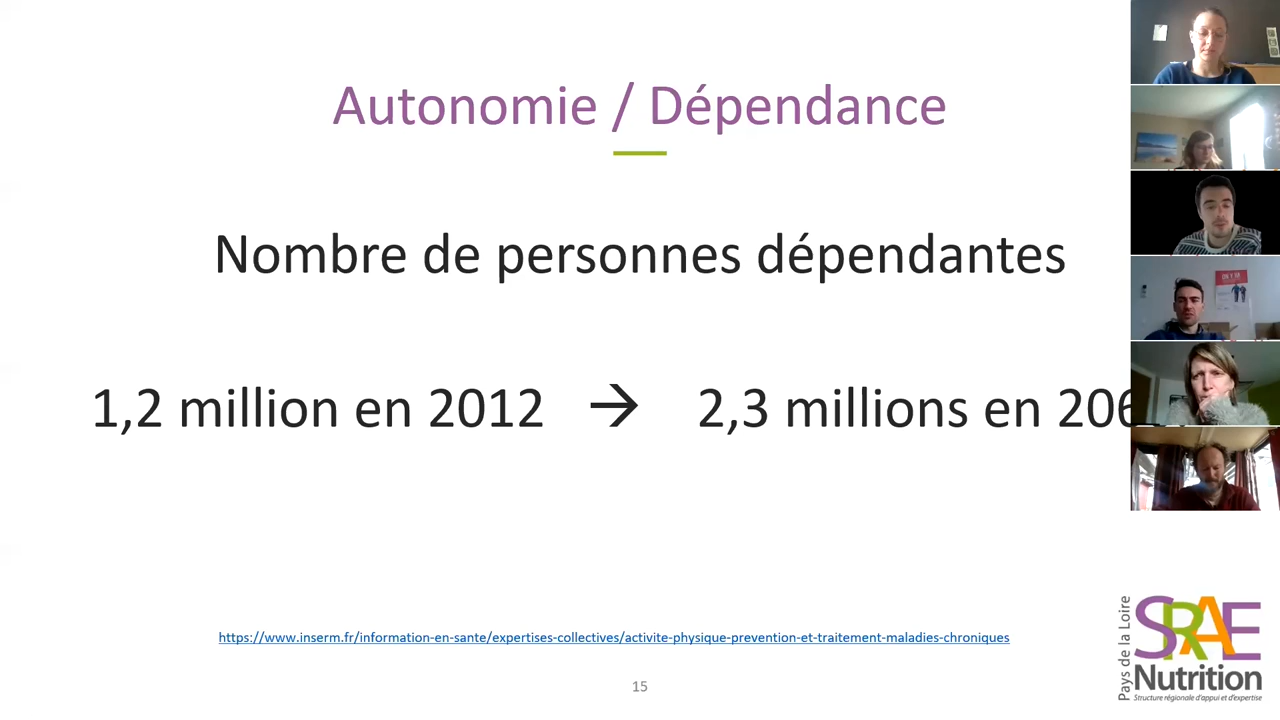 Autonomie / Dépendance
Nombre de personnes dépendantes
1,2 million en 2012 → 2,3 millions en
https://www.inserm.fr/information-en-sante/expertises-collectives/activite-physique-prevention-et-traitement-maladies-chroniques
15
Pays de la Loire
SRAE
Nutrition
Structure régionale d'appui et d'expertise